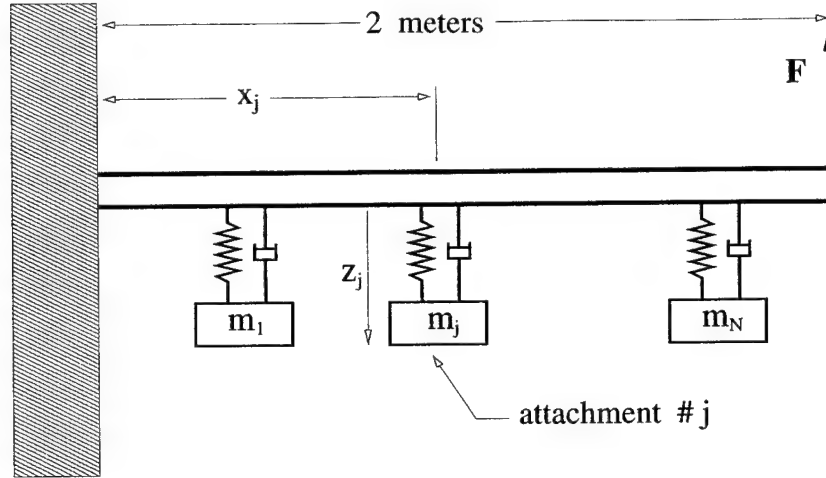 2 meters
F
x_j
z_j
m_1
m_j
m_N
attachment # j